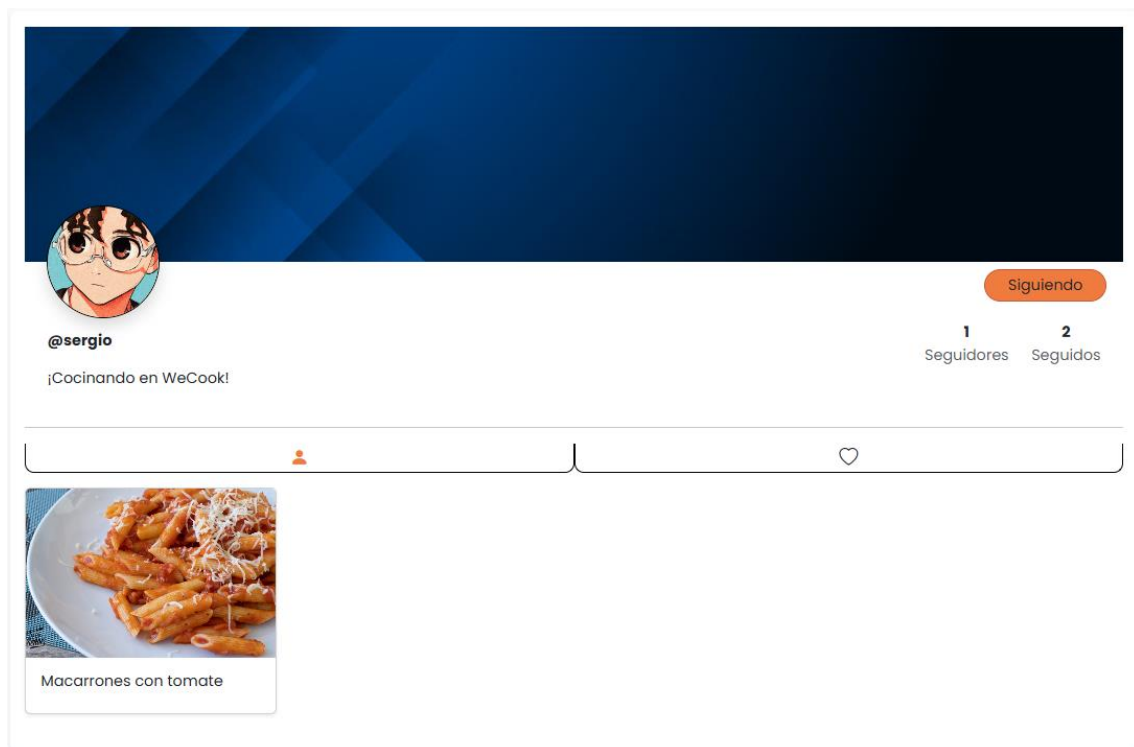 Siguiendo
@sergio
1 2
Seguidores Seguidos
¡Cocinando en WeCook!
Macarrones con tomate